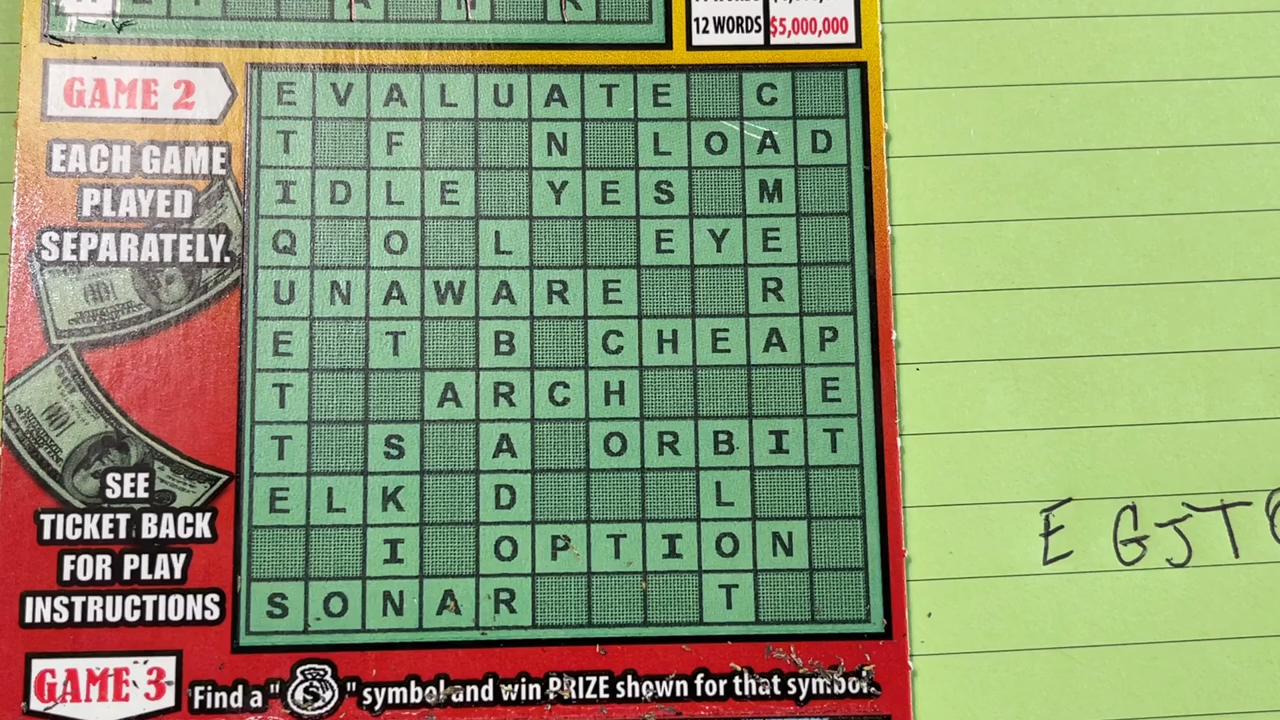 12 WORDS $5,000,000
GAME 2
EACH GAME
PLAYED
SEPARATELY.
SEE
TICKET BACK
FOR PLAY
INSTRUCTIONS
E V A L U A T E C
T F N L O A D
I D L E Y E S M
Q O L E Y E
U N A W A R E R
E T B C H E A P
T A R C H E
T S A O R B I T
E L K D L
I O P T I O N
S O N A R T
E G J T
GAME 3 Find a " $ " symbol and win PRIZE shown for that symbol.